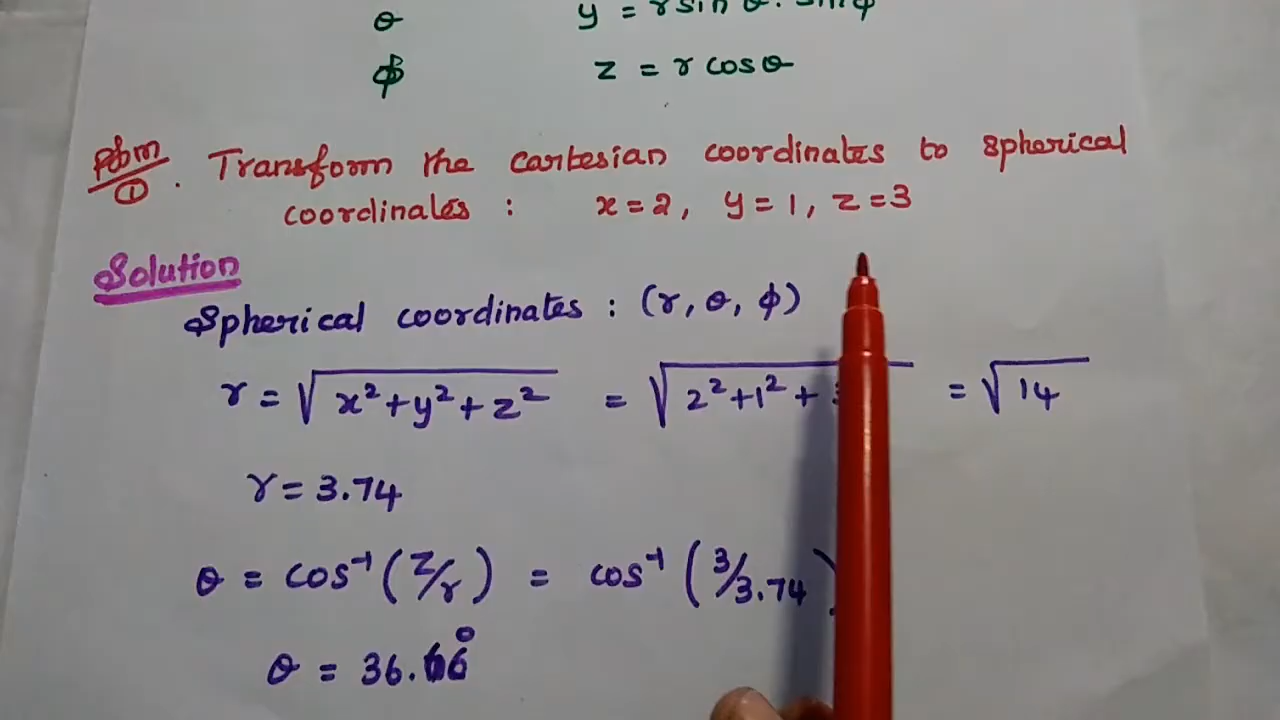 θ y = r sin θ. sin φ
φ z = r cos θ
Pbm ① . Transform the cartesian coordinates to spherical
coordinates : x = 2, y = 1, z = 3
Solution
Spherical coordinates : (r, θ, φ)
r = √x²+y²+z² = √2²+1²+ = √14
r = 3.74
θ = cos⁻¹ (z/r) = cos⁻¹ (3/3.74)
θ = 36.66°